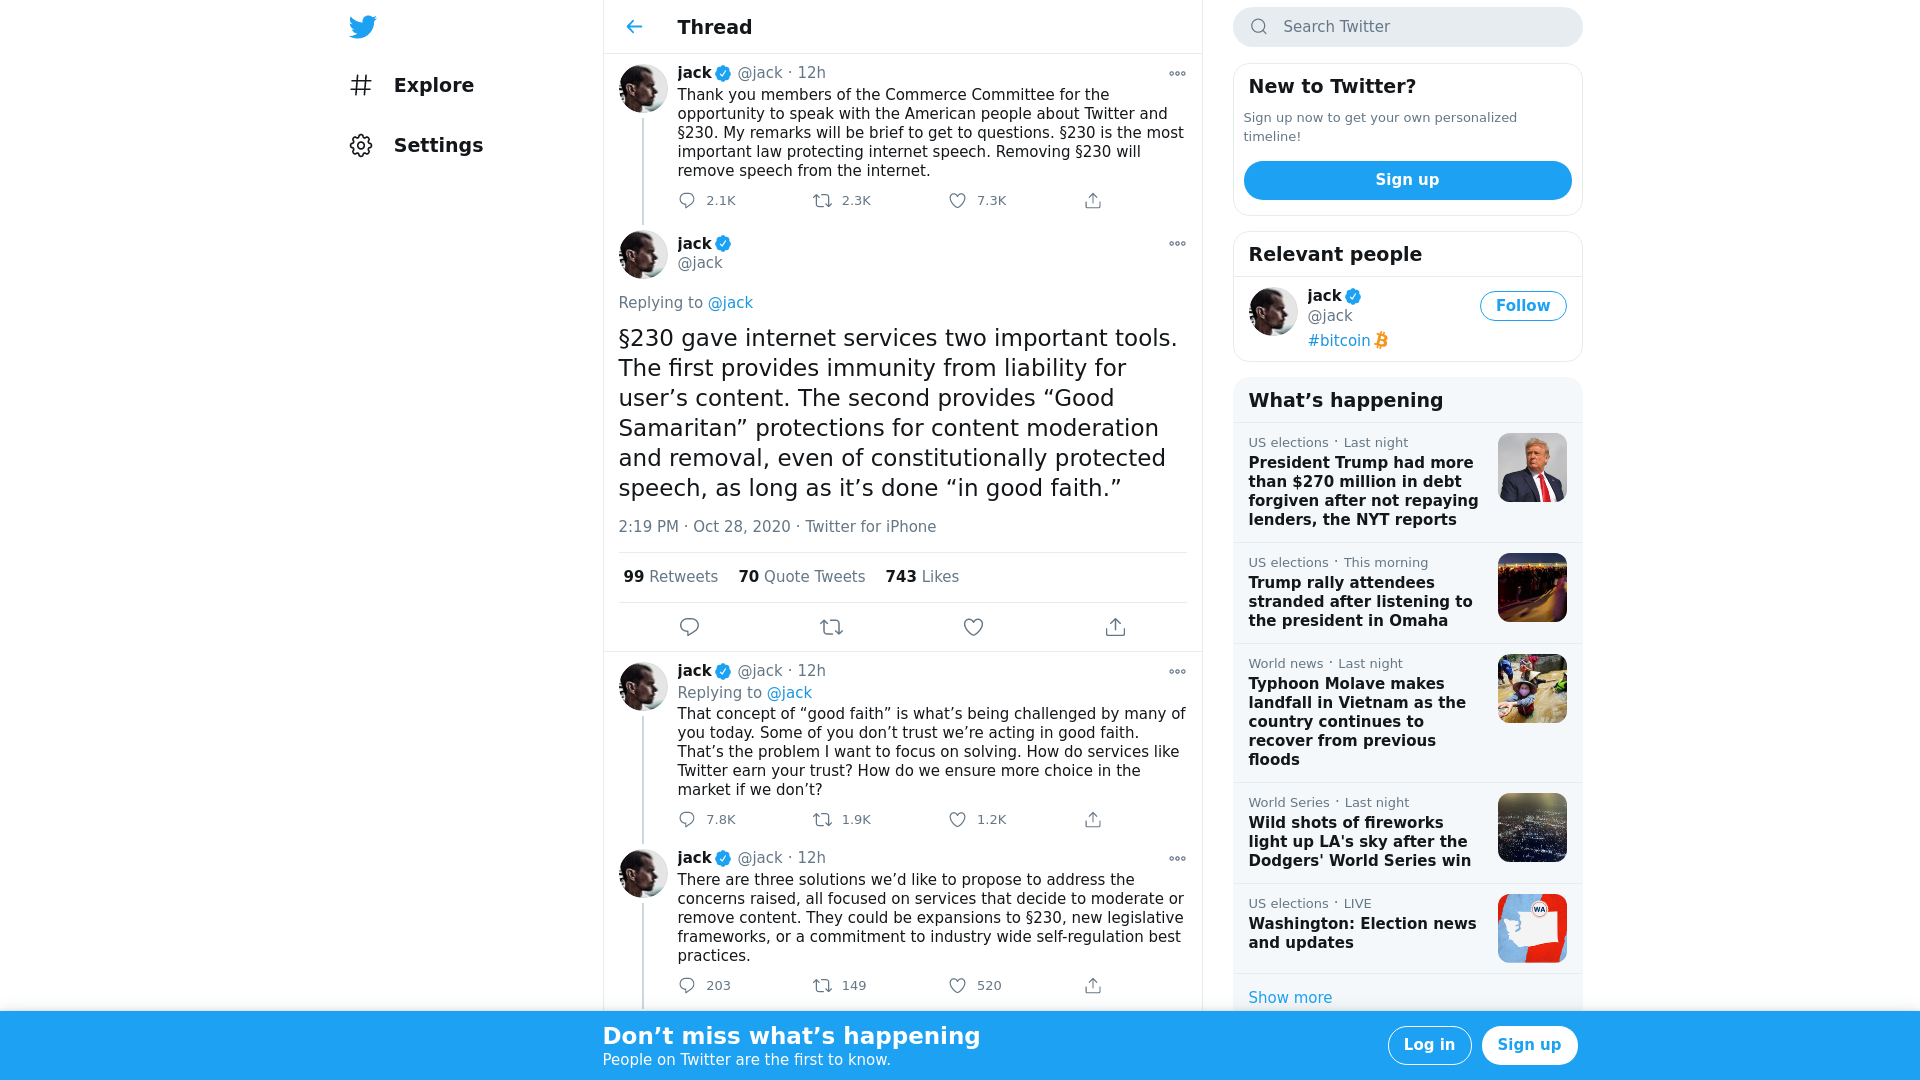 Explore
Settings
Thread
jack @jack · 12h
Thank you members of the Commerce Committee for the
opportunity to speak with the American people about Twitter and
§230. My remarks will be brief to get to questions. §230 is the most
important law protecting internet speech. Removing §230 will
remove speech from the internet.
2.1K 2.3K 7.3K
jack
@jack
Replying to @jack
§230 gave internet services two important tools.
The first provides immunity from liability for
user’s content. The second provides “Good
Samaritan” protections for content moderation
and removal, even of constitutionally protected
speech, as long as it’s done “in good faith.”
2:19 PM · Oct 28, 2020 · Twitter for iPhone
99 Retweets 70 Quote Tweets 743 Likes
jack @jack · 12h
Replying to @jack
That concept of “good faith” is what’s being challenged by many of
you today. Some of you don’t trust we’re acting in good faith.
That’s the problem I want to focus on solving. How do services like
Twitter earn your trust? How do we ensure more choice in the
market if we don’t?
7.8K 1.9K 1.2K
jack @jack · 12h
There are three solutions we’d like to propose to address the
concerns raised, all focused on services that decide to moderate or
remove content. They could be expansions to §230, new legislative
frameworks, or a commitment to industry wide self-regulation best
practices.
203 149 520
Search Twitter
New to Twitter?
Sign up now to get your own personalized
timeline!
Sign up
Relevant people
jack
@jack
Follow
#bitcoin
What’s happening
US elections · Last night
President Trump had more
than $270 million in debt
forgiven after not repaying
lenders, the NYT reports
US elections · This morning
Trump rally attendees
stranded after listening to
the president in Omaha
World news · Last night
Typhoon Molave makes
landfall in Vietnam as the
country continues to
recover from previous
floods
World Series · Last night
Wild shots of fireworks
light up LA's sky after the
Dodgers' World Series win
US elections · LIVE
Washington: Election news
and updates
WA
Show more
Don’t miss what’s happening
People on Twitter are the first to know.
Log in
Sign up